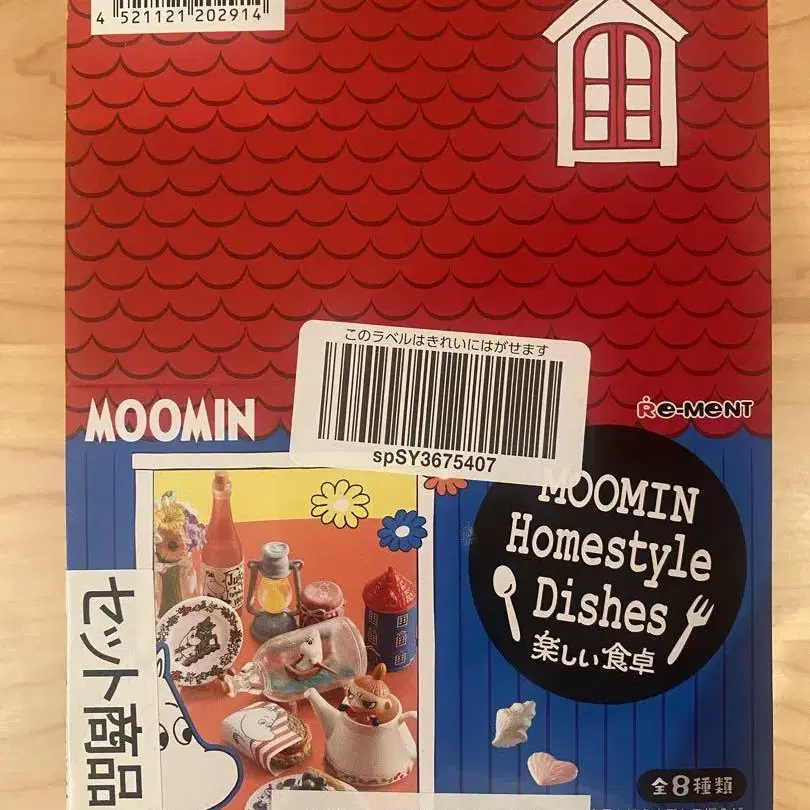 4 521121 202914
このラベルはきれいにはがせます
spSY3675407
MOOMIN
Re-MeNT
MOOMIN
Homestyle
Dishes
楽しい食卓
セット商品
全8種類